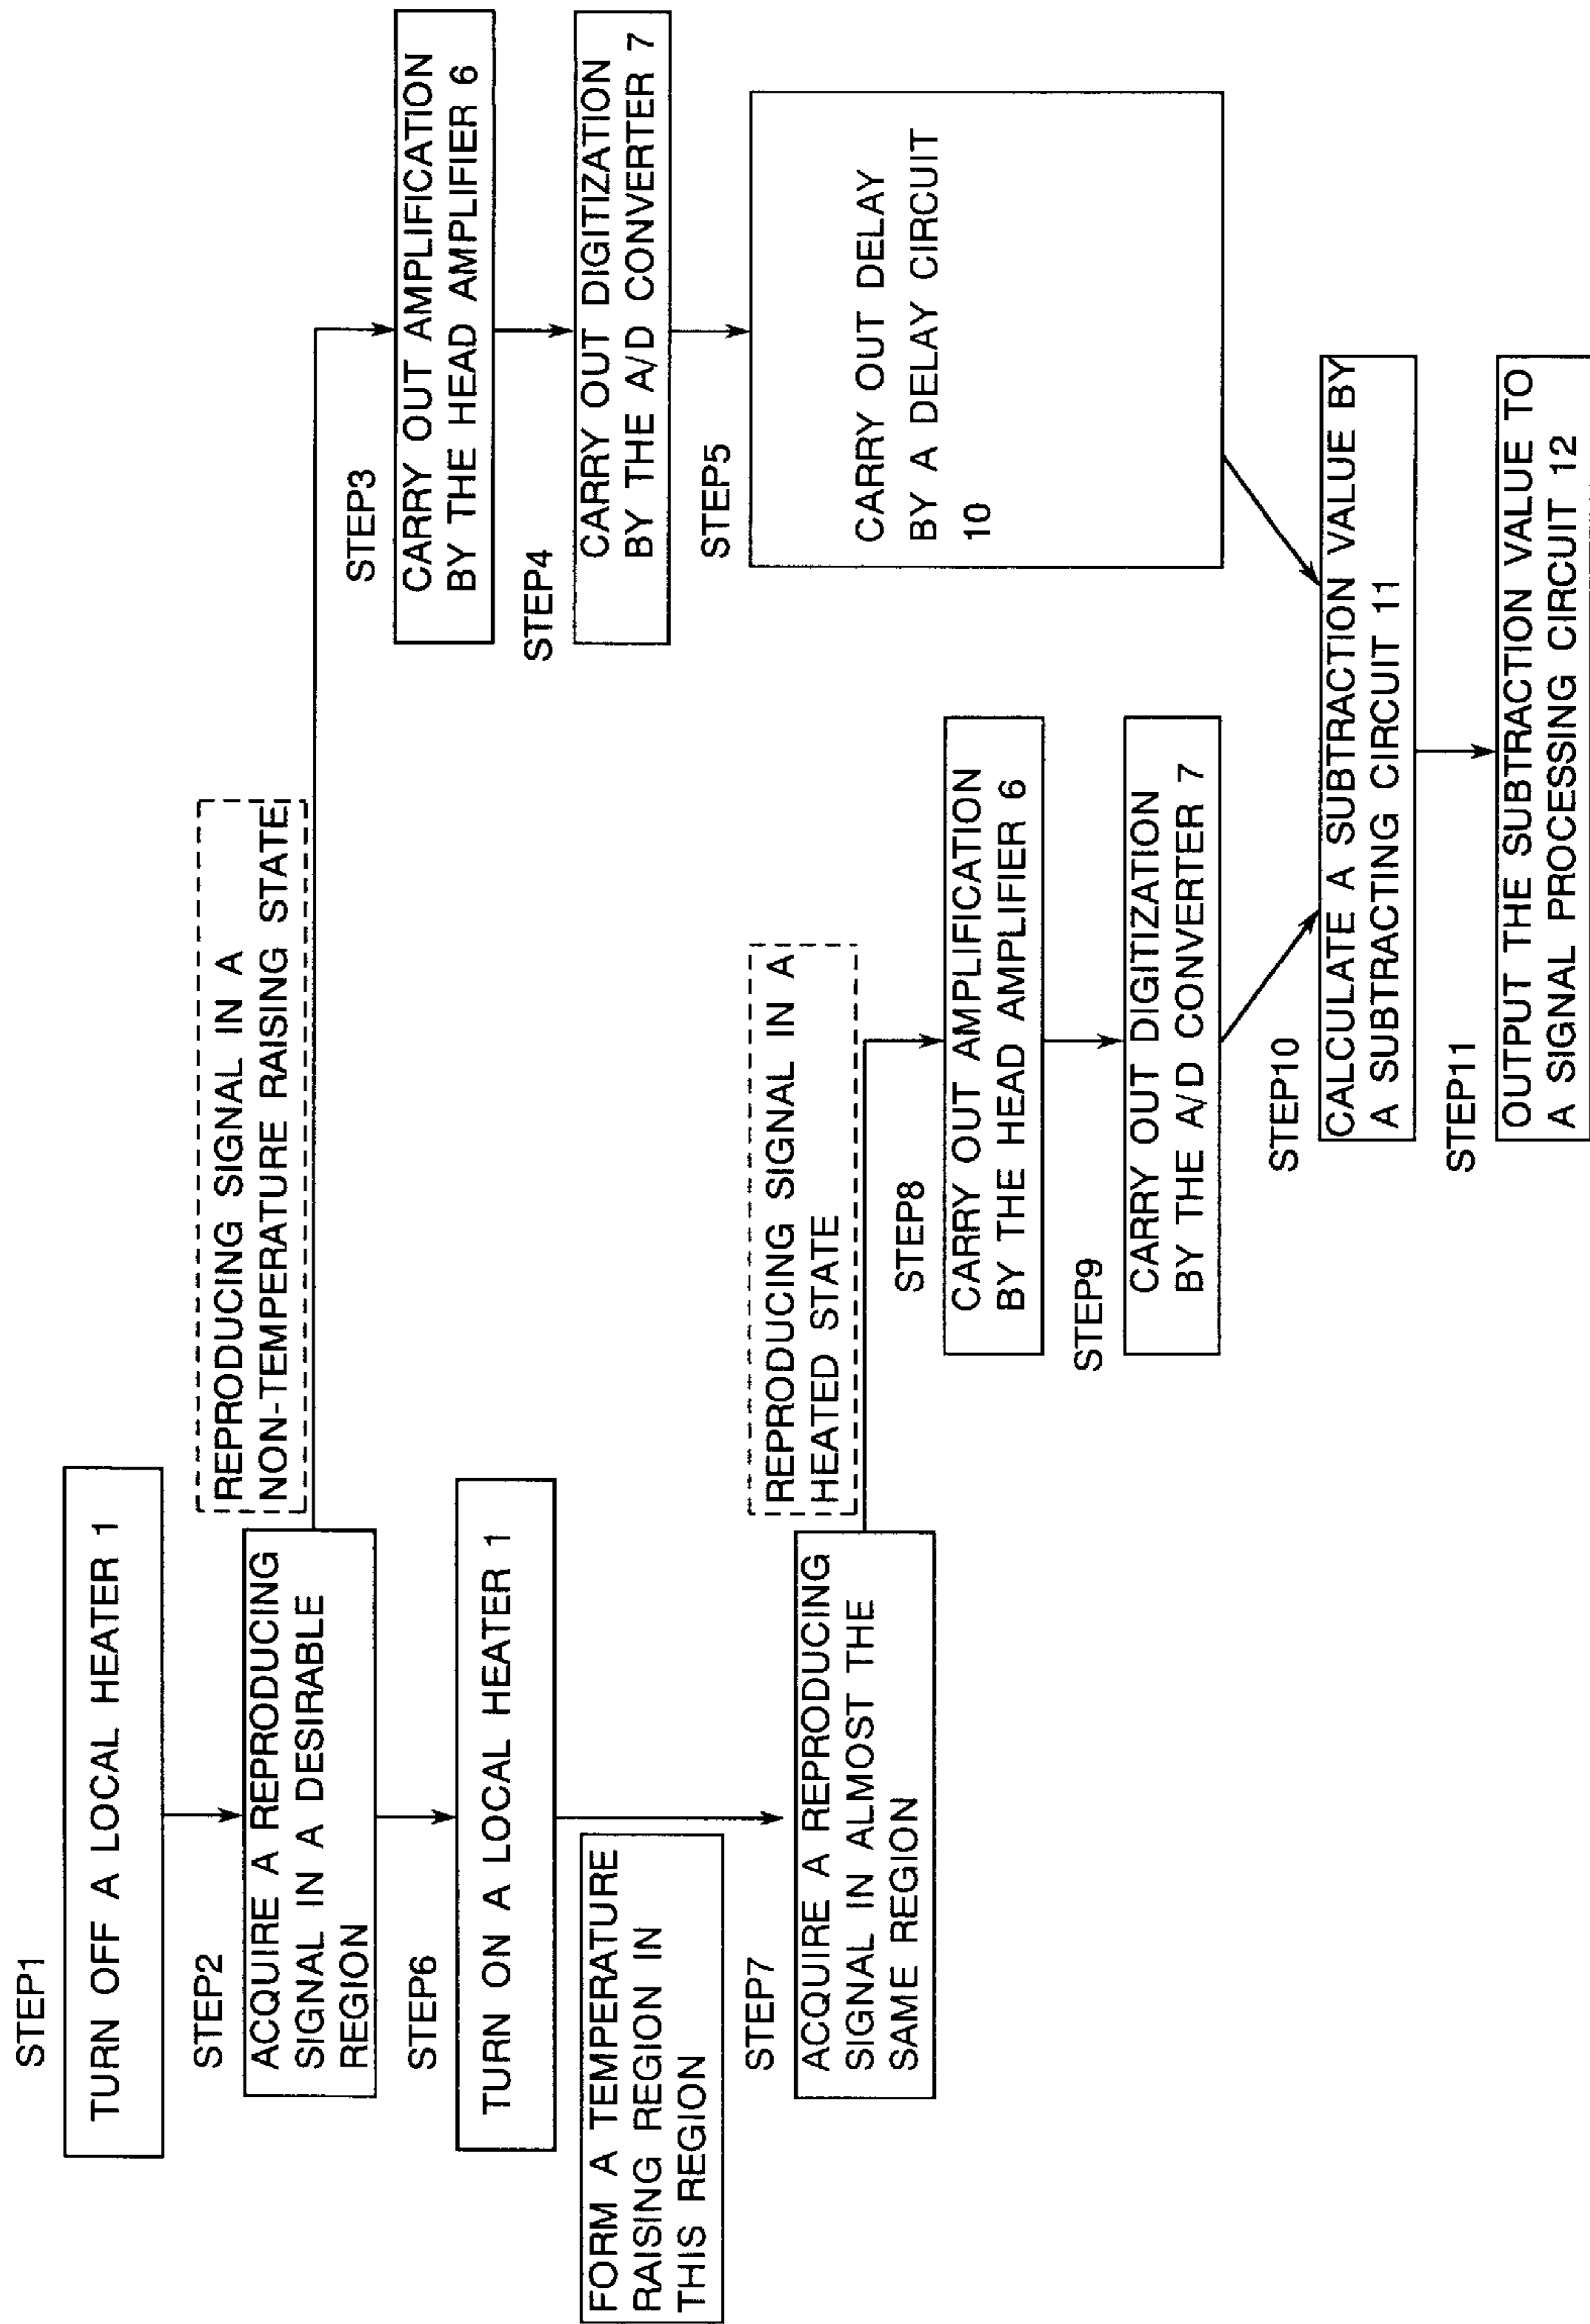 STEP1
TURN OFF A LOCAL HEATER 1
STEP2
ACQUIRE A REPRODUCING
SIGNAL IN A DESIRABLE
REGION
REPRODUCING SIGNAL IN A
NON-TEMPERATURE RAISING STATE
STEP3
CARRY OUT AMPLIFICATION
BY THE HEAD AMPLIFIER 6
STEP4
CARRY OUT DIGITIZATION
BY THE A/D CONVERTER 7
STEP5
CARRY OUT DELAY
BY A DELAY CIRCUIT
10
STEP6
TURN ON A LOCAL HEATER 1
FORM A TEMPERATURE
RAISING REGION IN
THIS REGION
STEP7
ACQUIRE A REPRODUCING
SIGNAL IN ALMOST THE
SAME REGION
REPRODUCING SIGNAL IN A
HEATED STATE
STEP8
CARRY OUT AMPLIFICATION
BY THE HEAD AMPLIFIER 6
STEP9
CARRY OUT DIGITIZATION
BY THE A/D CONVERTER 7
STEP10
CALCULATE A SUBTRACTION VALUE BY
A SUBTRACTING CIRCUIT 11
STEP11
OUTPUT THE SUBTRACTION VALUE TO
A SIGNAL PROCESSING CIRCUIT 12